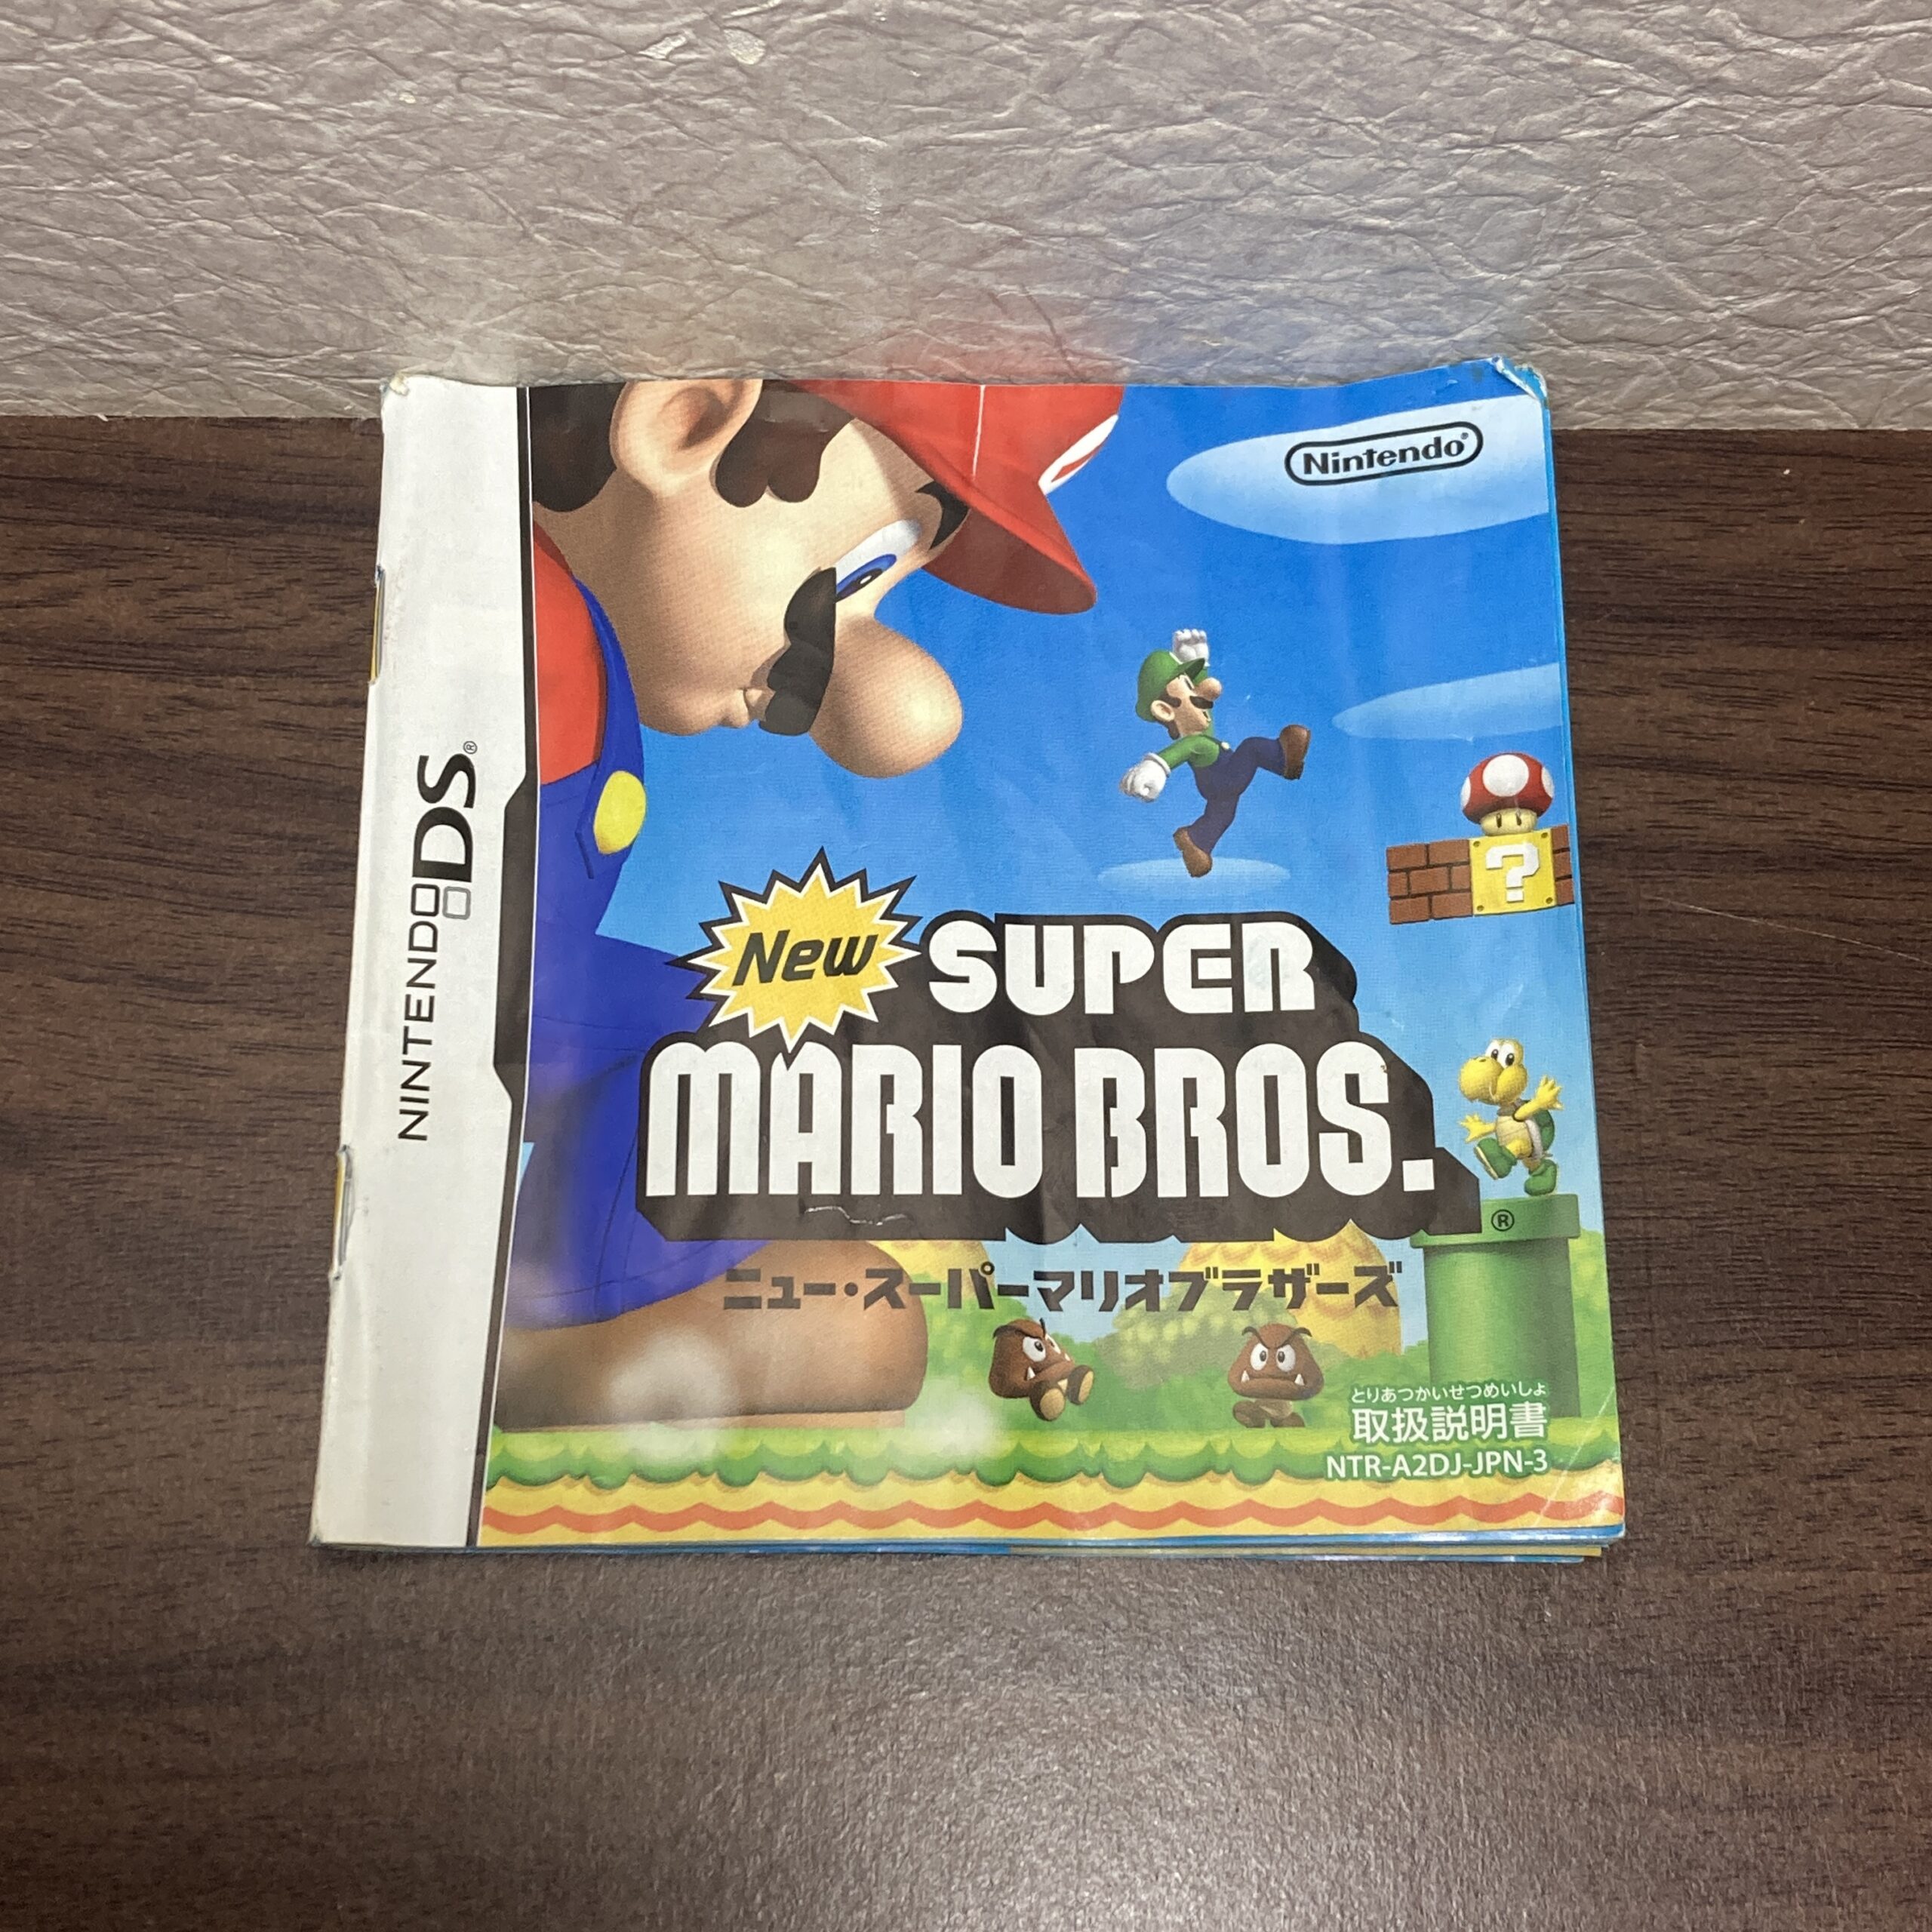 Nintendo®
NINTENDO DS®
?
New SUPER
MARIO BROS.
®
ニュー・スーパーマリオブラザーズ
とりあつかいせつめいしょ
取扱説明書
NTR-A2DJ-JPN-3